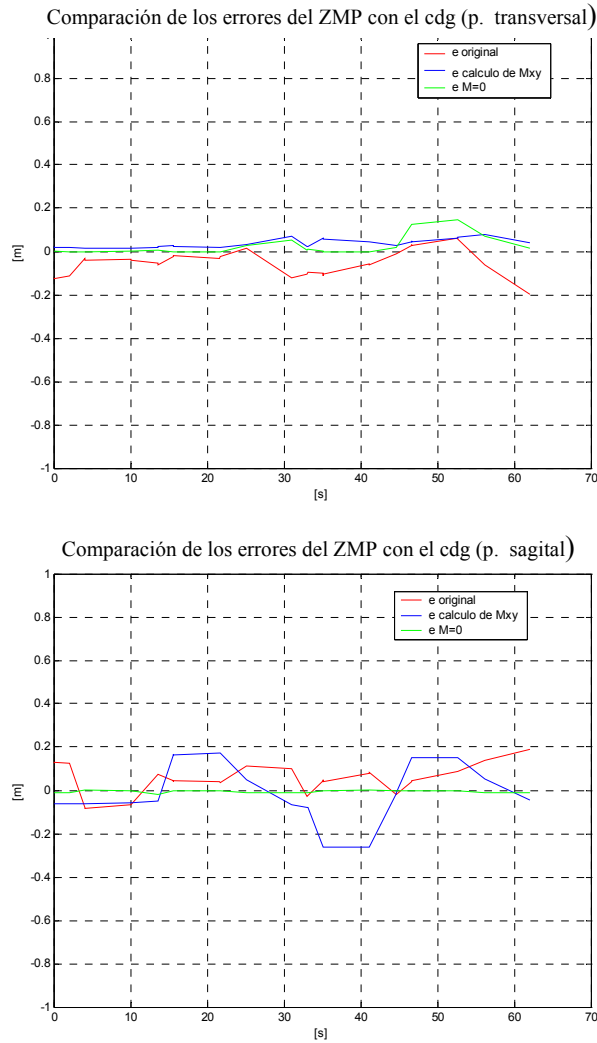 Comparación de los errores del ZMP con el cdg (p. transversal)
e original
e calculo de Mxy
e M=0
0.8
0.6
0.4
0.2
0
-0.2
-0.4
-0.6
-0.8
-1
[m]
0 10 20 30 40 50 60 70
[s]
Comparación de los errores del ZMP con el cdg (p. sagital)
e original
e calculo de Mxy
e M=0
1
0.8
0.6
0.4
0.2
0
-0.2
-0.4
-0.6
-0.8
-1
[m]
0 10 20 30 40 50 60 70
[s]